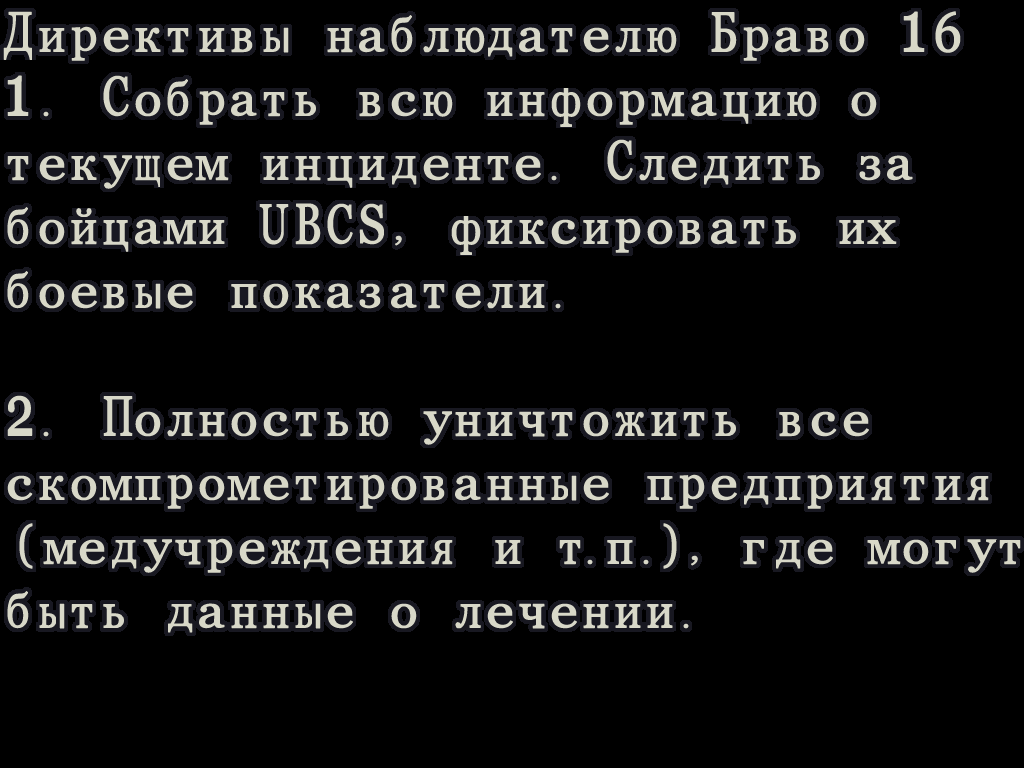 Директивы наблюдателю Браво 16
1. Собрать всю информацию о
текущем инциденте. Следить за
бойцами UBCS, фиксировать их
боевые показатели.
2. Полностью уничтожить все
скомпрометированные предприятия
(медучреждения и т.п.), где могут
быть данные о лечении.